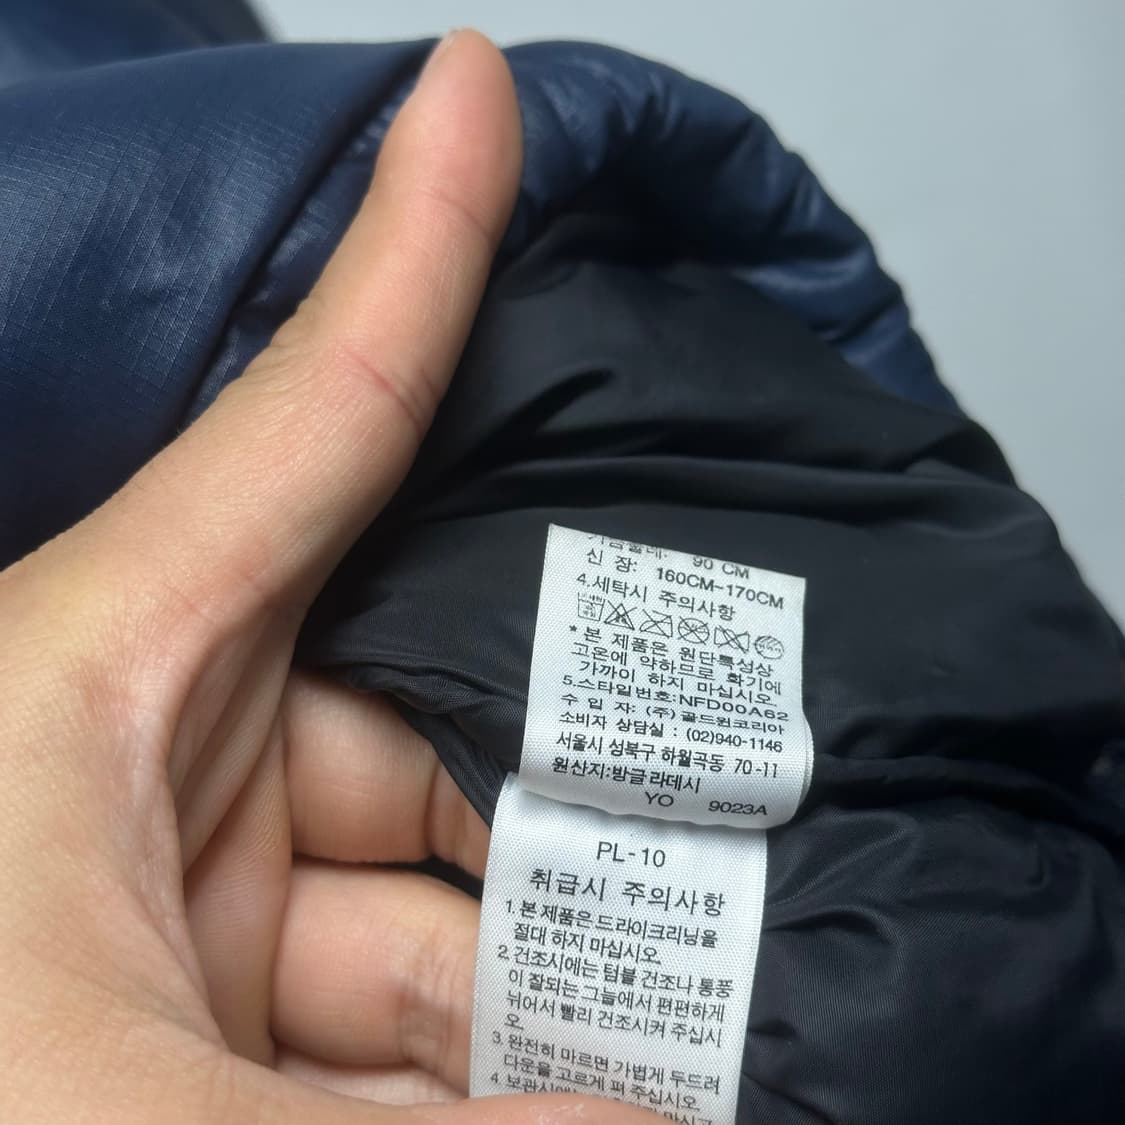 90 CM
신 장: 160CM~170CM
4.세탁시 주의사항
*본 제품은 원단특성상
고온에 약하므로 화기에
가까이 하지 마십시오.
5.스타일번호:NFD00A62
수 입 자: (주) 골드윈코리아
소비자 상담실 : (02)940-1146
서울시 성북구 하월곡동 70-11
원산지:방글라데시
YO 9023A
PL-10
취급시 주의사항
1. 본 제품은 드라이크리닝을
절대 하지 마십시오.
2. 건조시에는 텀블 건조나 통풍
이 잘되는 그늘에서 편편하게
뉘어서 빨리 건조시켜 주십시
오.
3. 완전히 마르면 가볍게 두드려
다운을 고르게 펴 주십시오.
4.